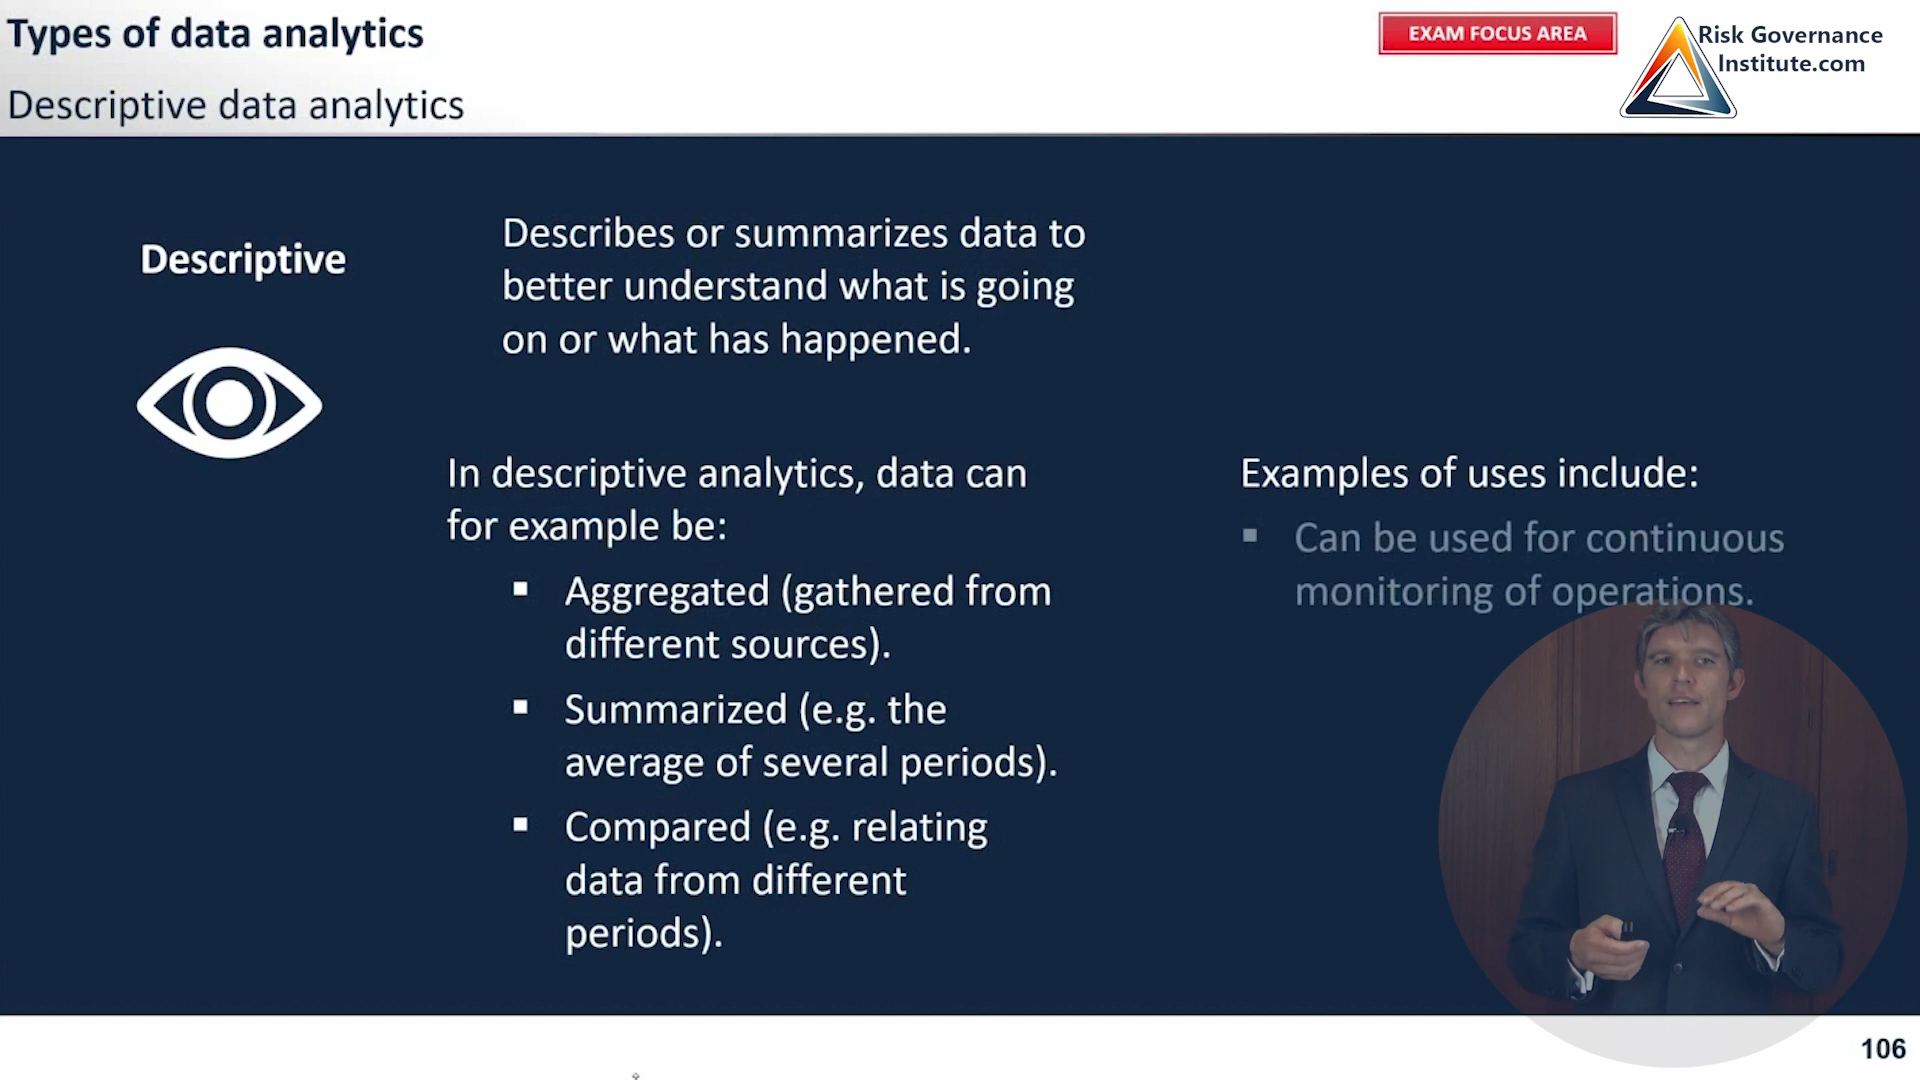 Types of data analytics
Descriptive data analytics
EXAM FOCUS AREA
Risk Governance
Institute.com
Descriptive
Describes or summarizes data to
better understand what is going
on or what has happened.
In descriptive analytics, data can
for example be:
▪ Aggregated (gathered from
different sources).
▪ Summarized (e.g. the
average of several periods).
▪ Compared (e.g. relating
data from different
periods).
Examples of uses include:
▪ Can be used for continuous
monitoring of operations.
106